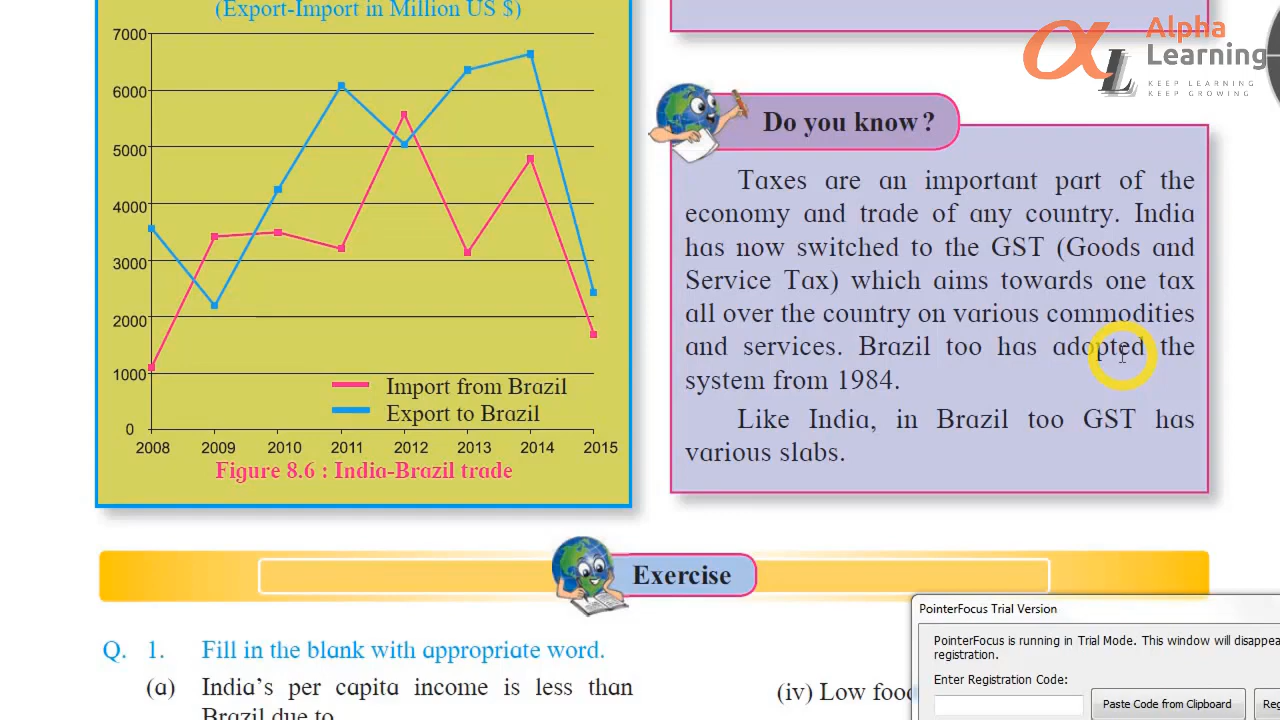 (Export-Import in Million US $)
7000
6000
5000
4000
3000
2000
1000
0
Import from Brazil
Export to Brazil
2008 2009 2010 2011 2012 2013 2014 2015
Figure 8.6 : India-Brazil trade
Alpha
Learning
KEEP LEARNING
KEEP GROWING
Do you know?
Taxes are an important part of the
economy and trade of any country. India
has now switched to the GST (Goods and
Service Tax) which aims towards one tax
all over the country on various commodities
and services. Brazil too has adopted the
system from 1984.
Like India, in Brazil too GST has
various slabs.
Exercise
Q. 1. Fill in the blank with appropriate word.
(a) India's per capita income is less than
Brazil due to
(iv) Low food
PointerFocus Trial Version
PointerFocus is running in Trial Mode. This window will disappe
registration.
Enter Registration Code:
Paste Code from Clipboard
Reg